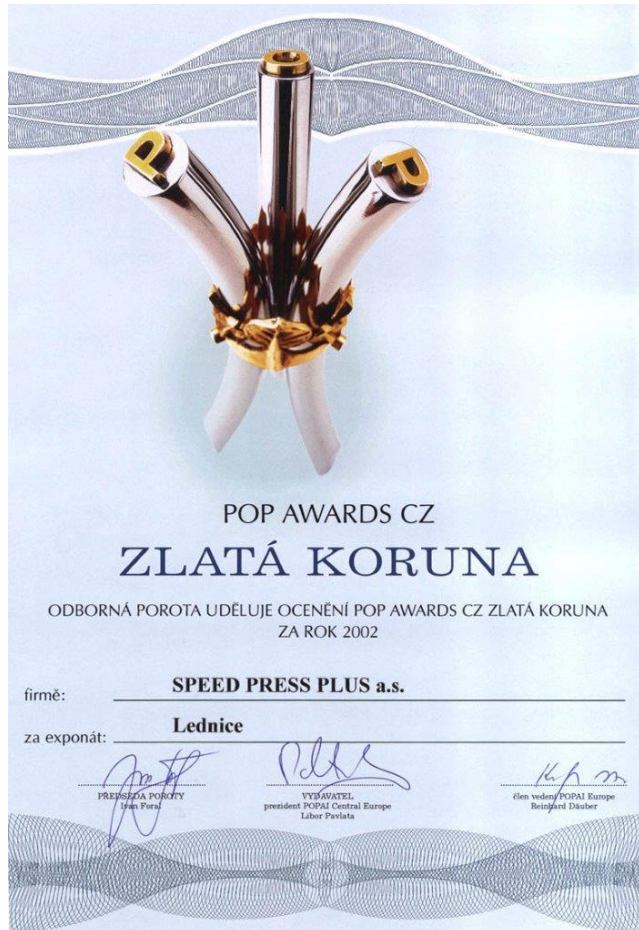 P O P
POP AWARDS CZ
ZLATÁ KORUNA
ODBORNÁ POROTA UDĚLUJE OCENĚNÍ POP AWARDS CZ ZLATÁ KORUNA
ZA ROK 2002
firmě: SPEED PRESS PLUS a.s.
za exponát: Lednice
PŘEDSEDA POROTY
Ivan Foral
VYDAVATEL
prezident POPAI Central Europe
Libor Pavlata
člen vedení POPAI Europe
Reinhard Däuber